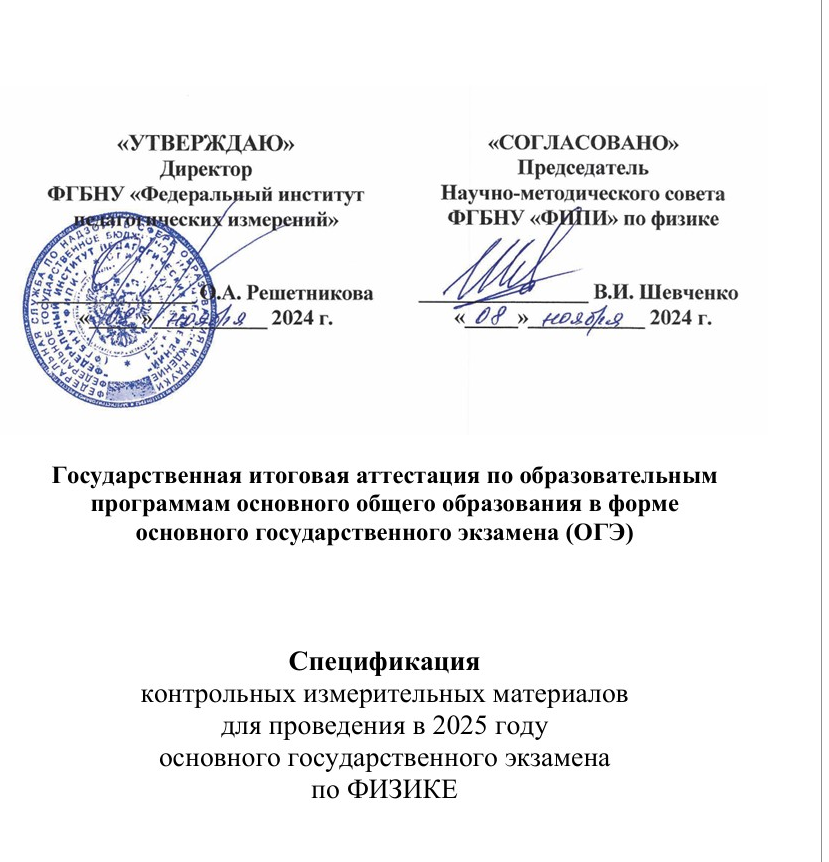 «УТВЕРЖДАЮ»
Директор
ФГБНУ «Федеральный институт
педагогических измерений»
О.А. Решетникова
«08» ноября 2024 г.
«СОГЛАСОВАНО»
Председатель
Научно-методического совета
ФГБНУ «ФИПИ» по физике
В.И. Шевченко
«08» ноября 2024 г.
Государственная итоговая аттестация по образовательным
программам основного общего образования в форме
основного государственного экзамена (ОГЭ)
Спецификация
контрольных измерительных материалов
для проведения в 2025 году
основного государственного экзамена
по ФИЗИКЕ